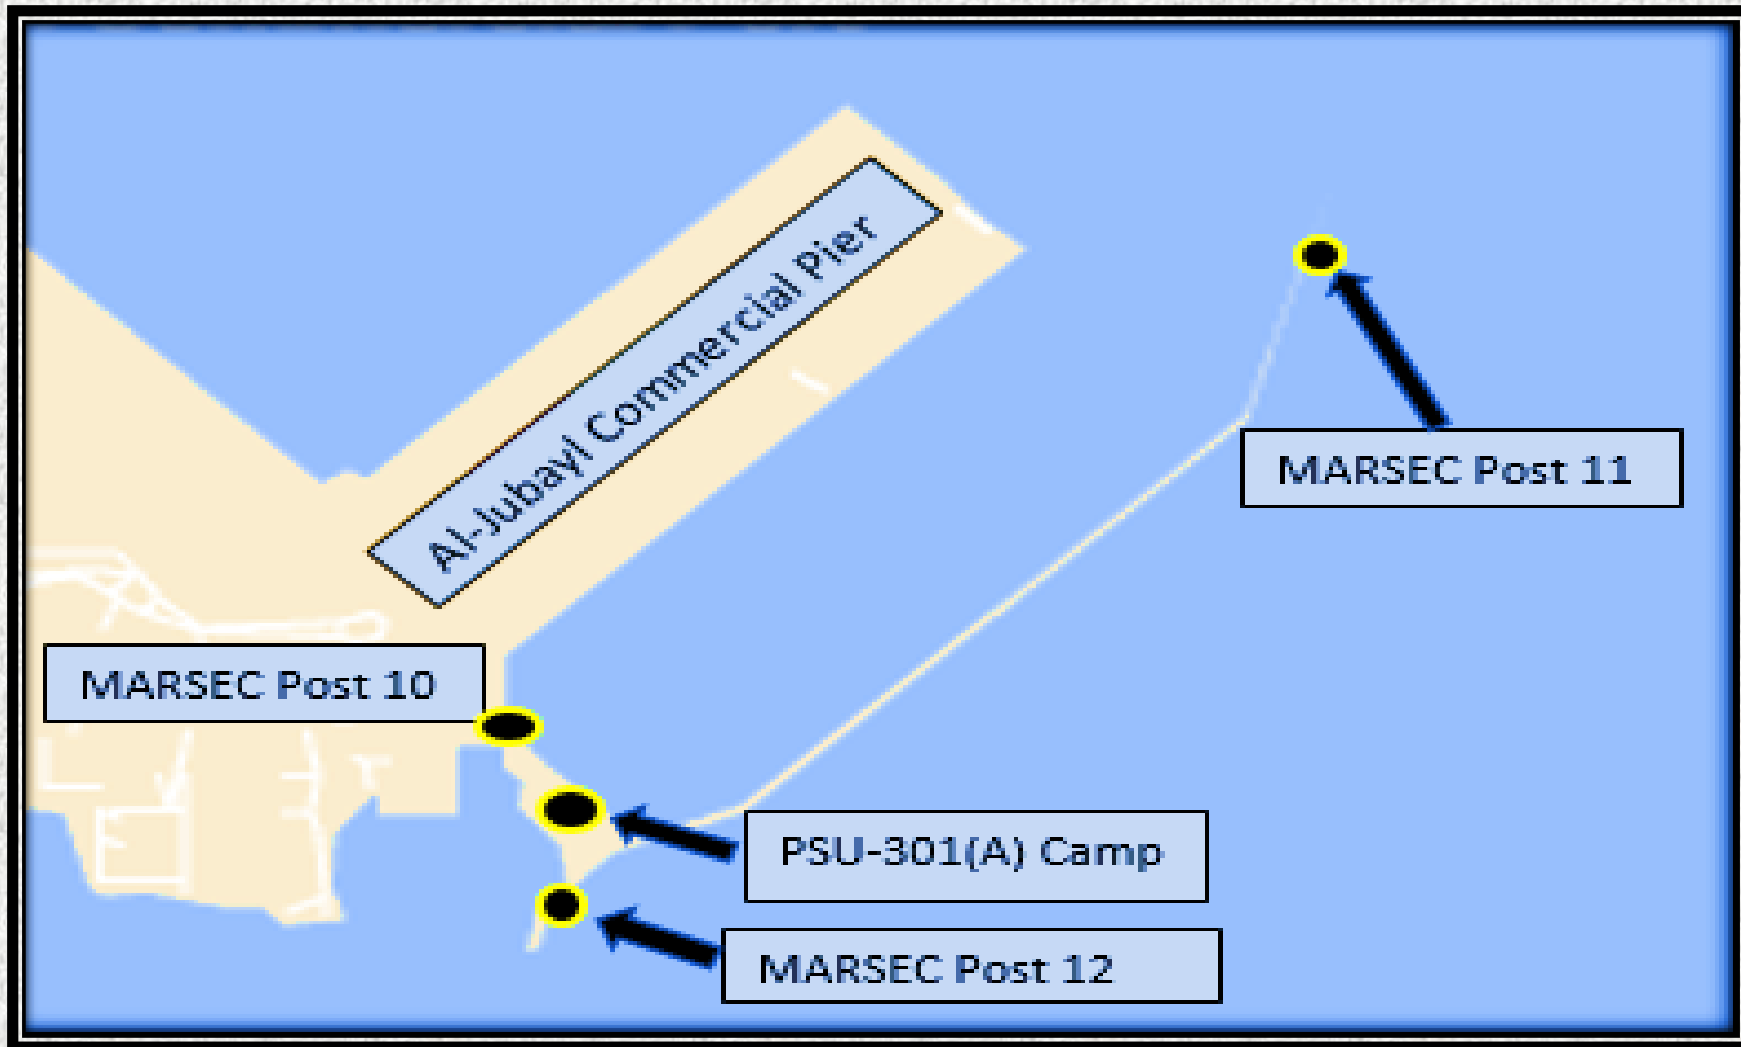 Al-Jubayl Commercial Pier
MARSEC Post 11
MARSEC Post 10
PSU-301(A) Camp
MARSEC Post 12